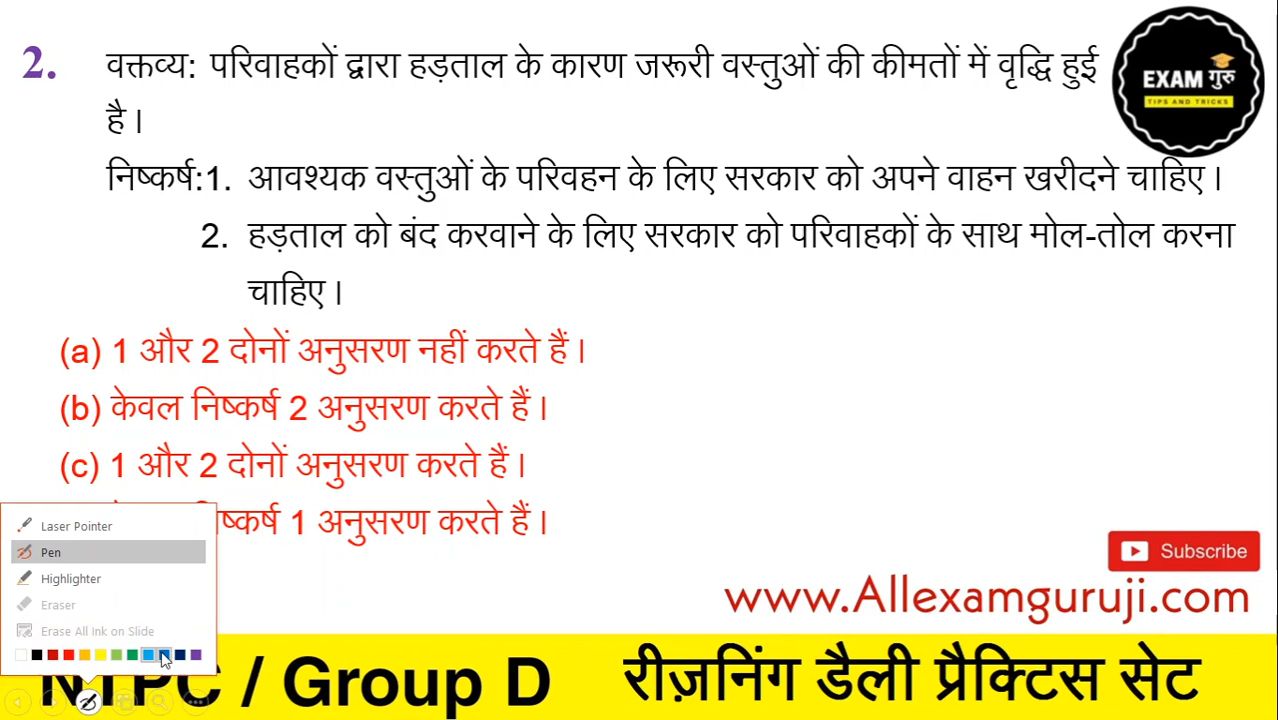 2. वक्तव्य: परिवाहकों द्वारा हड़ताल के कारण जरूरी वस्तुओं की कीमतों में वृद्धि हुई
है।
निष्कर्ष:1. आवश्यक वस्तुओं के परिवहन के लिए सरकार को अपने वाहन खरीदने चाहिए।
2. हड़ताल को बंद करवाने के लिए सरकार को परिवाहकों के साथ मोल-तोल करना
चाहिए।
(a) 1 और 2 दोनों अनुसरण नहीं करते हैं।
(b) केवल निष्कर्ष 2 अनुसरण करते हैं।
(c) 1 और 2 दोनों अनुसरण करते हैं।
1 अनुसरण करते हैं।
EXAM गुरु
TIPS AND TRICKS
Laser Pointer
Pen
Highlighter
Eraser
Erase All Ink on Slide
Subscribe
www.Allexamguruji.com
NTPC / Group D रीज़निंग डैली प्रैक्टिस सेट